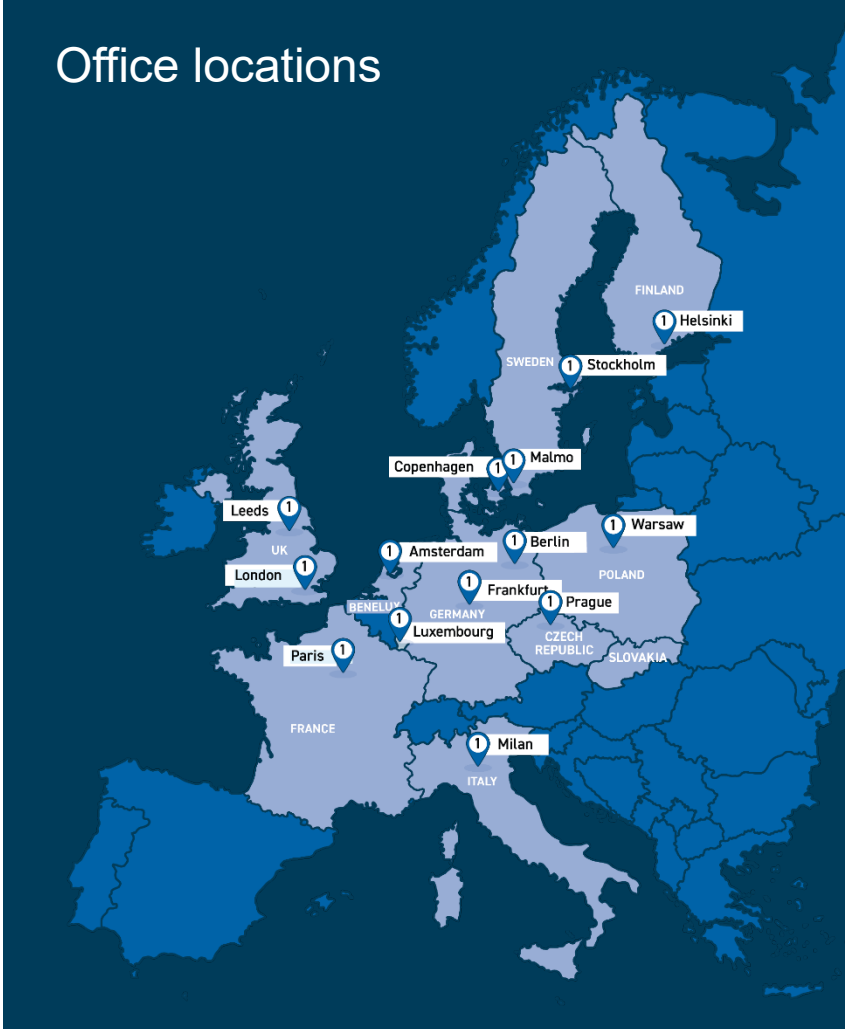 Office locations
FINLAND
1 Helsinki
SWEDEN
1 Stockholm
Copenhagen 1
1 Malmo
Leeds 1
1 Warsaw
1 Berlin
1 Amsterdam
UK
London 1
POLAND
1 Frankfurt
BENELUX
GERMANY
1 Prague
1
Luxembourg
CZECH
REPUBLIC
SLOVAKIA
Paris 1
FRANCE
1 Milan
ITALY